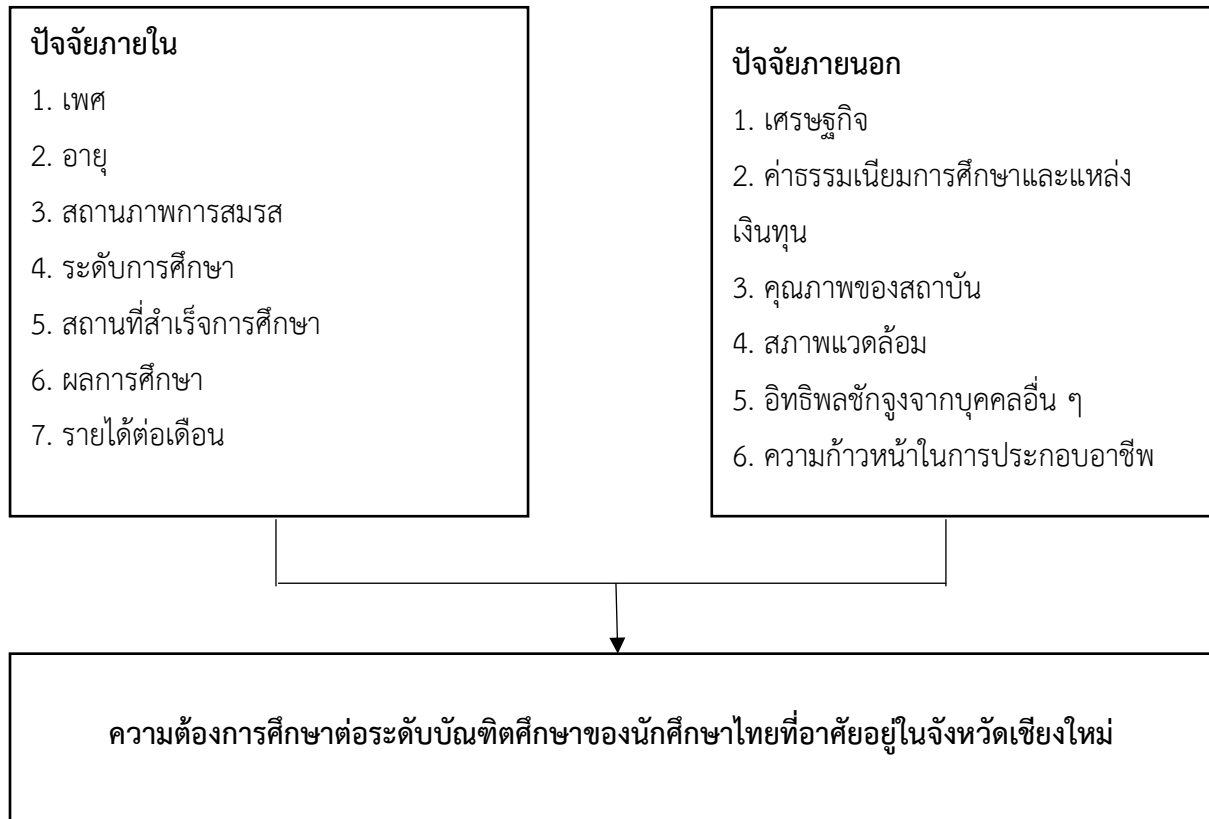 ปัจจัยภายใน
1. เพศ
2. อายุ
3. สถานภาพการสมรส
4. ระดับการศึกษา
5. สถานที่สำเร็จการศึกษา
6. ผลการศึกษา
7. รายได้ต่อเดือน
ปัจจัยภายนอก
1. เศรษฐกิจ
2. ค่าธรรมเนียมการศึกษาและแหล่ง
เงินทุน
3. คุณภาพของสถาบัน
4. สภาพแวดล้อม
5. อิทธิพลชักจูงจากบุคคลอื่น ๆ
6. ความก้าวหน้าในการประกอบอาชีพ
ความต้องการศึกษาต่อระดับบัณฑิตศึกษาของนักศึกษาไทยที่อาศัยอยู่ในจังหวัดเชียงใหม่